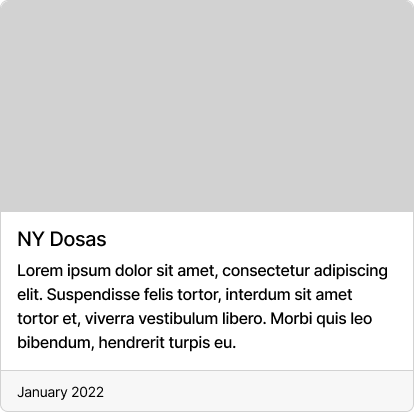 NY Dosas
Lorem ipsum dolor sit amet, consectetur adipiscing
elit. Suspendisse felis tortor, interdum sit amet
tortor et, viverra vestibulum libero. Morbi quis leo
bibendum, hendrerit turpis eu.
January 2022